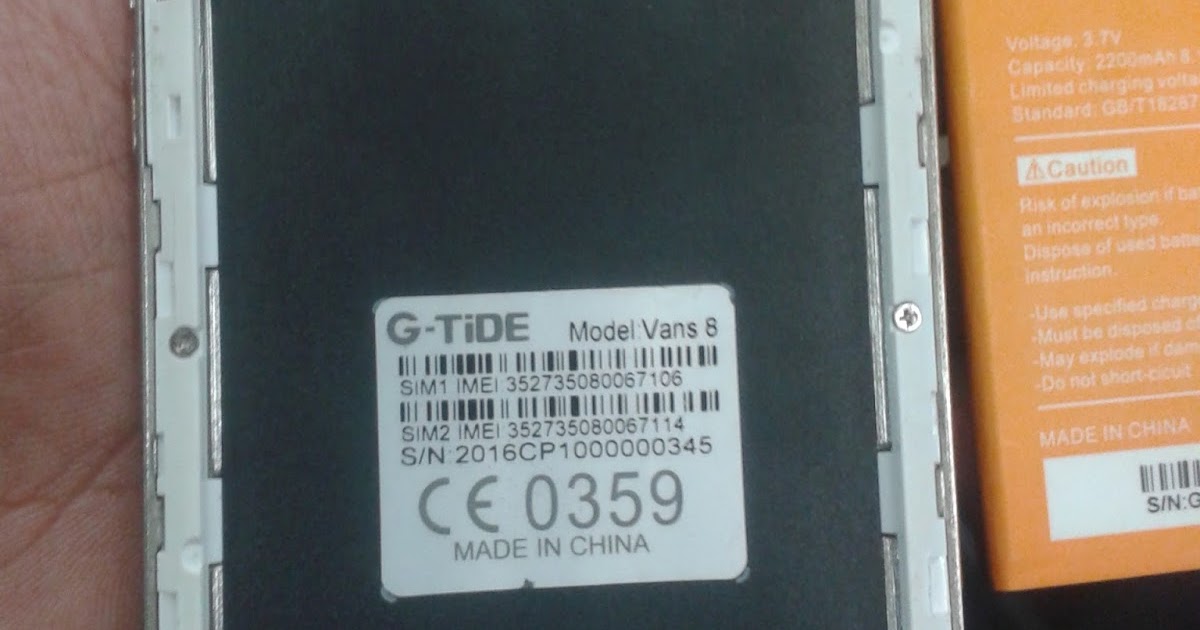 G-TiDE Model:Vans 8
SIM1 IMEI 352735080067106
SIM2 IMEI 352735080067114
S/N:2016CP1000000345
CE 0359
MADE IN CHINA
Voltage. 3.7V
Capacity: 2200mAh 8.
Limited charging volta
Standard: GB/T18287
⚠Caution
Risk of explosion if ba
an incorrect type.
Dispose of used batte
instruction.
-Use specified charg
-Must be disposed o
-May explode if dam
-Do not short-cicuit
MADE IN CHINA
S/N:G